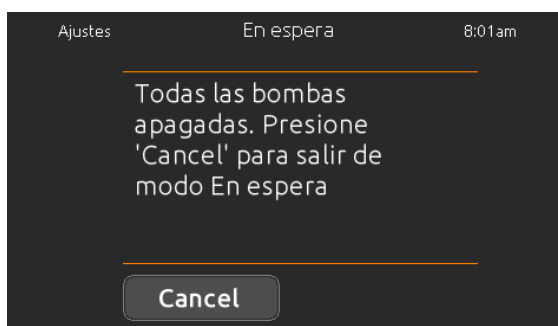 Ajustes En espera 8:01am
Todas las bombas
apagadas. Presione
'Cancel' para salir de
modo En espera
Cancel